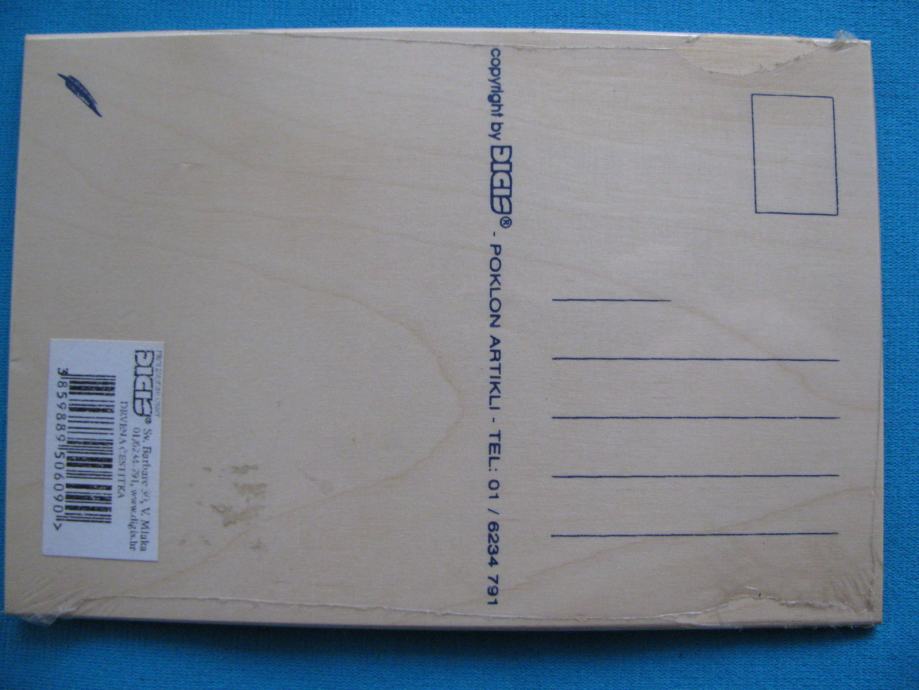 copyright by DIGIS® - POKLON ARTIKLI - TEL: 01 / 6234 791
DIGIS® Sv. Barbare 35, V. Mlaka
01/6234 791, www.digis.hr
DRVENA ČESTITKA
3 859889 506090 >